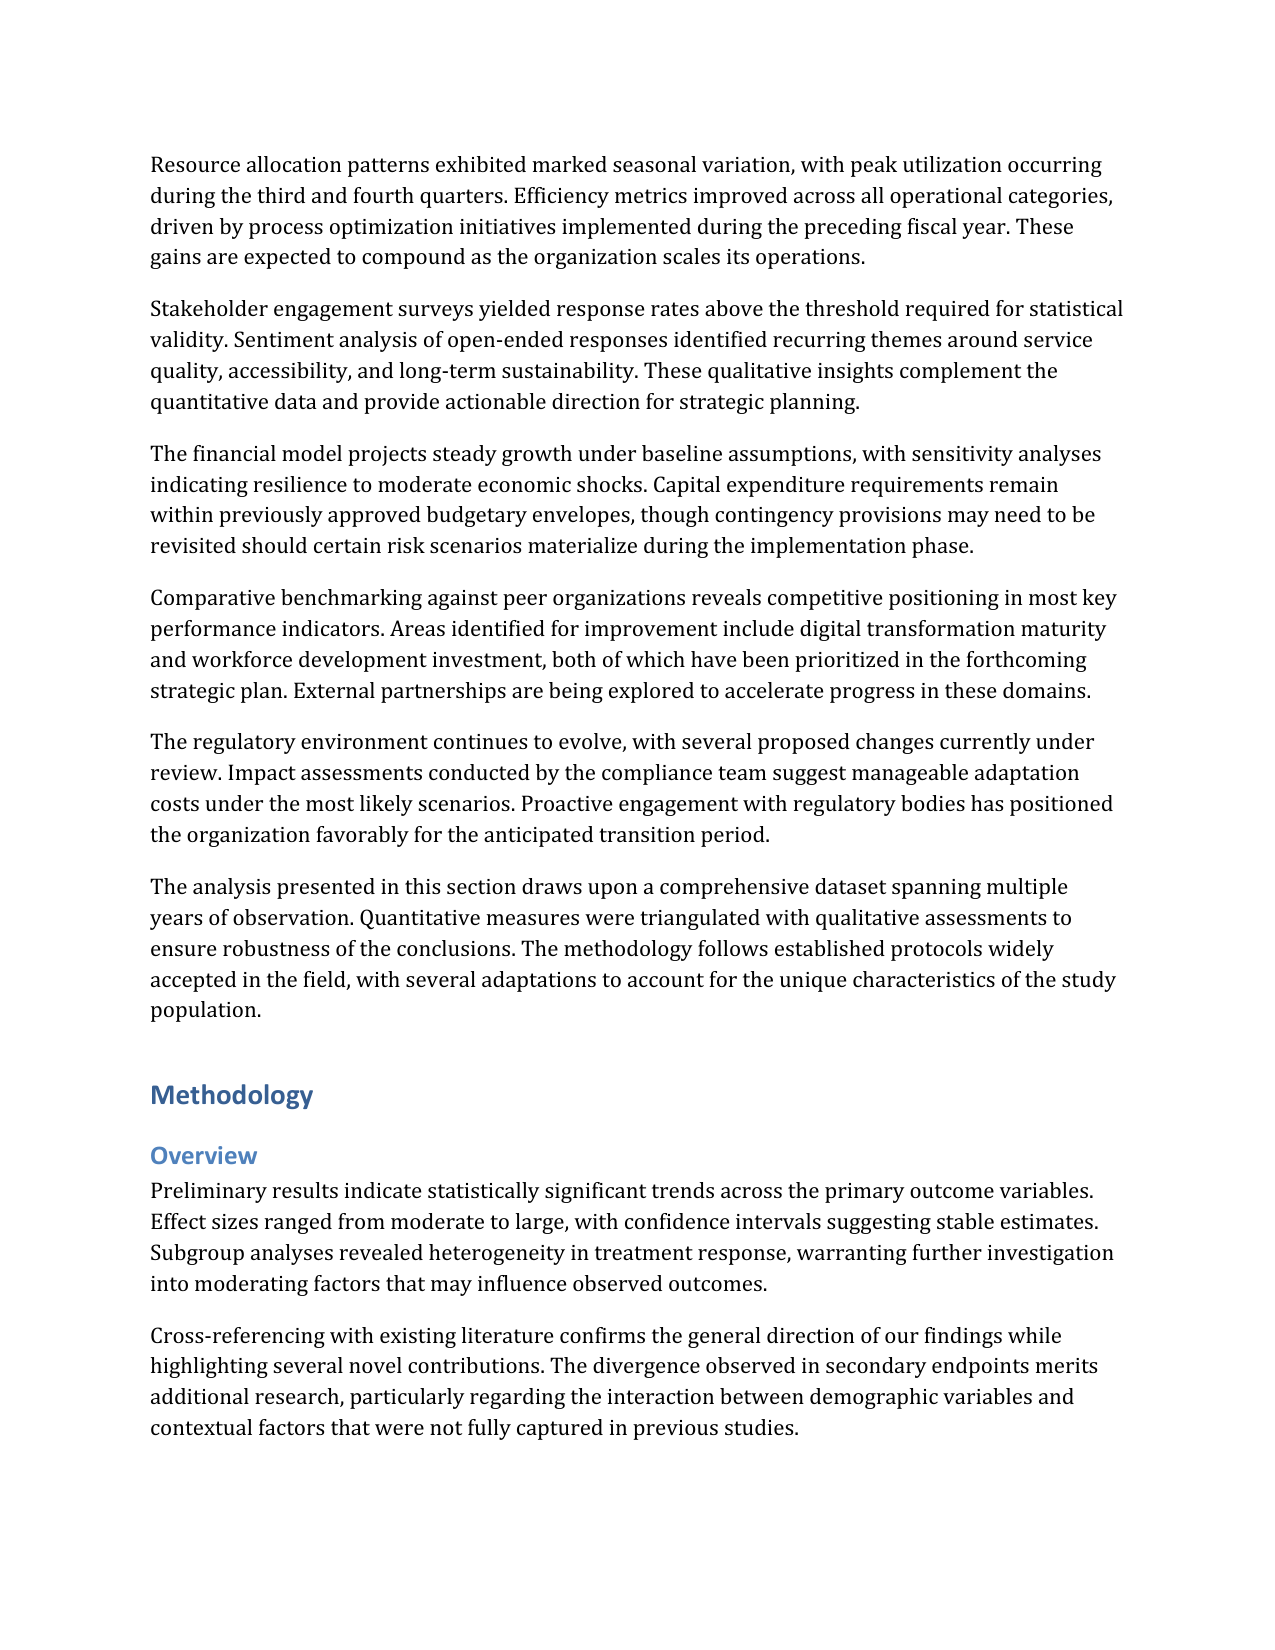 Resource allocation patterns exhibited marked seasonal variation, with peak utilization occurring
during the third and fourth quarters. Efficiency metrics improved across all operational categories,
driven by process optimization initiatives implemented during the preceding fiscal year. These
gains are expected to compound as the organization scales its operations.
Stakeholder engagement surveys yielded response rates above the threshold required for statistical
validity. Sentiment analysis of open-ended responses identified recurring themes around service
quality, accessibility, and long-term sustainability. These qualitative insights complement the
quantitative data and provide actionable direction for strategic planning.
The financial model projects steady growth under baseline assumptions, with sensitivity analyses
indicating resilience to moderate economic shocks. Capital expenditure requirements remain
within previously approved budgetary envelopes, though contingency provisions may need to be
revisited should certain risk scenarios materialize during the implementation phase.
Comparative benchmarking against peer organizations reveals competitive positioning in most key
performance indicators. Areas identified for improvement include digital transformation maturity
and workforce development investment, both of which have been prioritized in the forthcoming
strategic plan. External partnerships are being explored to accelerate progress in these domains.
The regulatory environment continues to evolve, with several proposed changes currently under
review. Impact assessments conducted by the compliance team suggest manageable adaptation
costs under the most likely scenarios. Proactive engagement with regulatory bodies has positioned
the organization favorably for the anticipated transition period.
The analysis presented in this section draws upon a comprehensive dataset spanning multiple
years of observation. Quantitative measures were triangulated with qualitative assessments to
ensure robustness of the conclusions. The methodology follows established protocols widely
accepted in the field, with several adaptations to account for the unique characteristics of the study
population.
Methodology
Overview
Preliminary results indicate statistically significant trends across the primary outcome variables.
Effect sizes ranged from moderate to large, with confidence intervals suggesting stable estimates.
Subgroup analyses revealed heterogeneity in treatment response, warranting further investigation
into moderating factors that may influence observed outcomes.
Cross-referencing with existing literature confirms the general direction of our findings while
highlighting several novel contributions. The divergence observed in secondary endpoints merits
additional research, particularly regarding the interaction between demographic variables and
contextual factors that were not fully captured in previous studies.